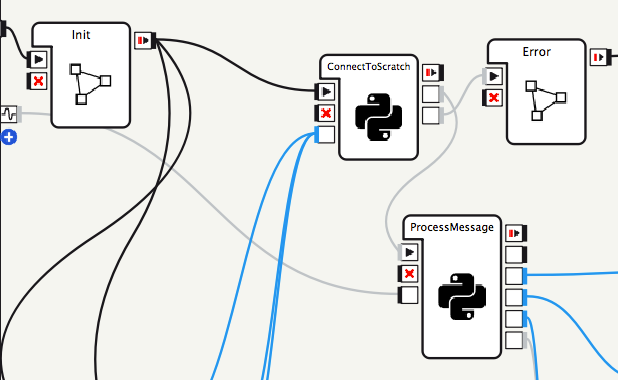 Init
ConnectToScratch
Error
ProcessMessage